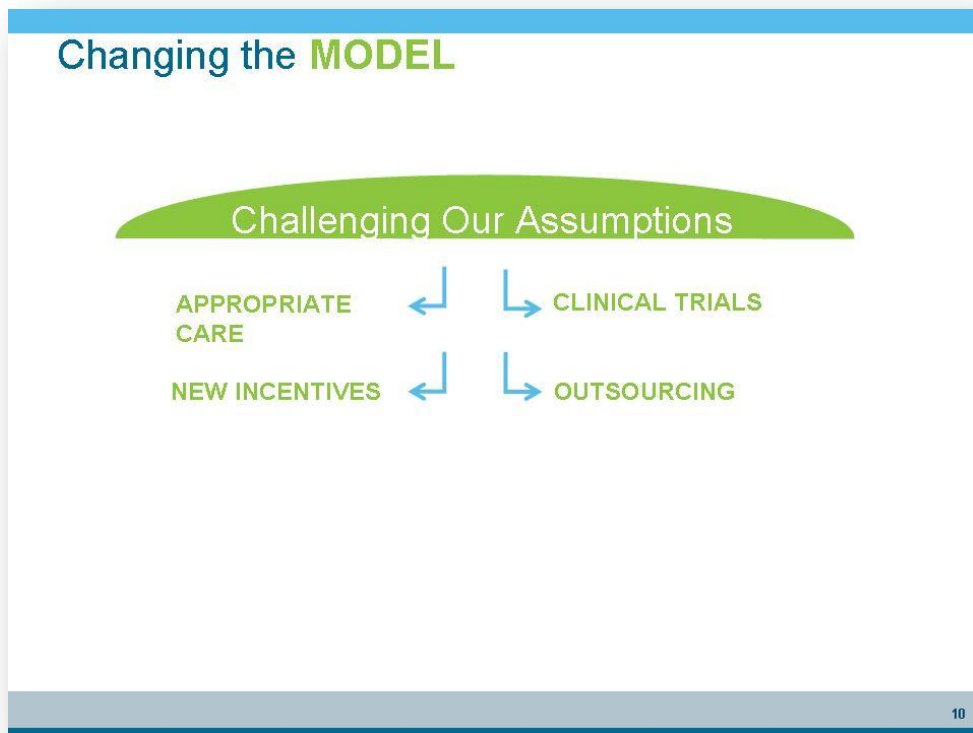 Changing the MODEL
Challenging Our Assumptions
APPROPRIATE
CARE
CLINICAL TRIALS
NEW INCENTIVES
OUTSOURCING
10